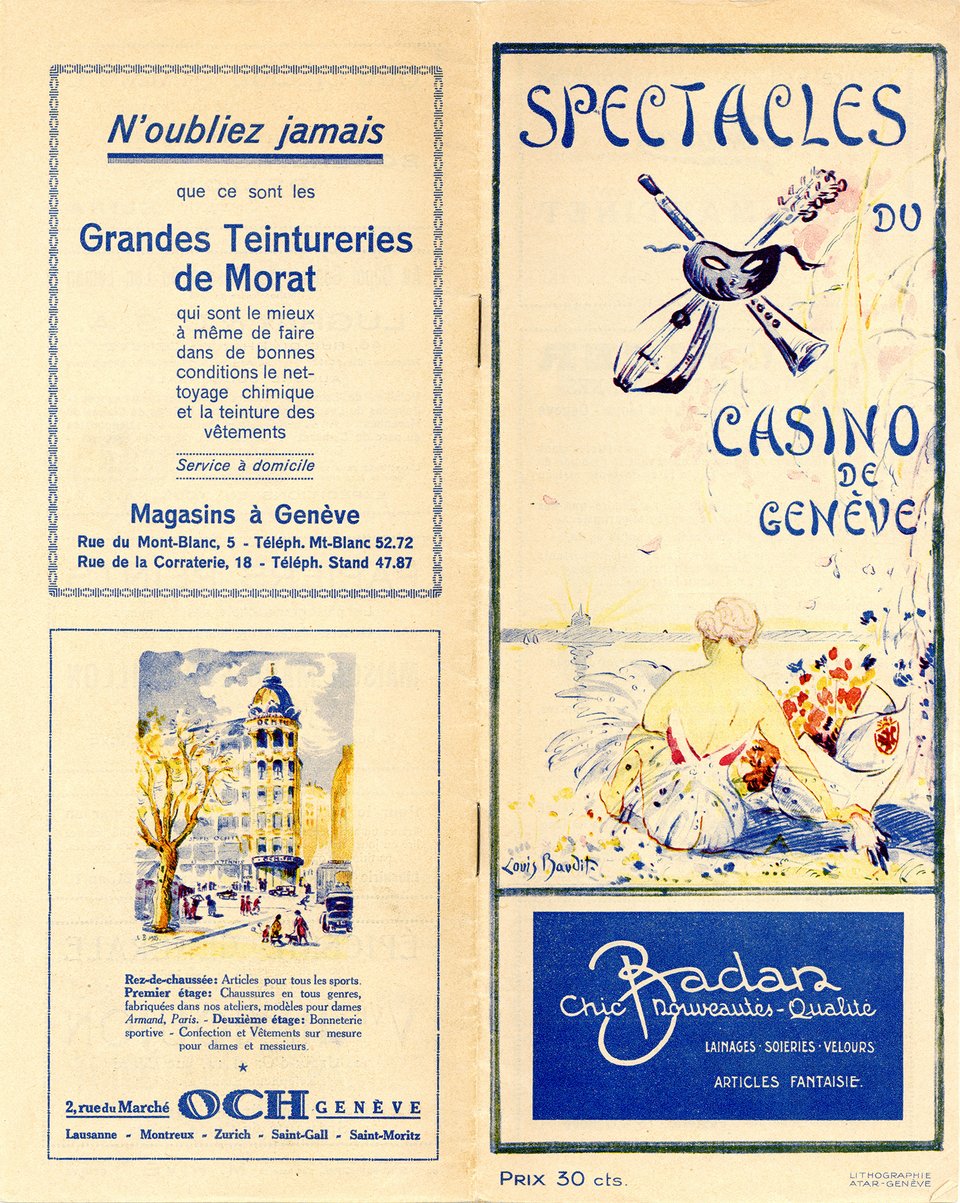 N'oubliez jamais
que ce sont les
Grandes Teintureries
de Morat
qui sont le mieux
à même de faire
dans de bonnes
conditions le net-
toyage chimique
et la teinture des
vêtements
Service à domicile
Magasins à Genève
Rue du Mont-Blanc, 5 - Téléph. Mt-Blanc 52.72
Rue de la Corraterie, 18 - Téléph. Stand 47.87
OCH
OCH FR.
Rez-de-chaussée: Articles pour tous les sports.
Premier étage: Chaussures en tous genres,
fabriquées dans nos ateliers, modèles pour dames
Armand, Paris. - Deuxième étage: Bonneterie
sportive - Confection et Vêtements sur mesure
pour dames et messieurs.
2, rue du Marché OCH GENÈVE
Lausanne - Montreux - Zurich - Saint-Gall - Saint-Moritz
SPECTACLES
DU
CASINO
DE
GENÈVE
Louis Baudit
Badan
Chic Nouveautés - Qualité
LAINAGES · SOIERIES · VELOURS
ARTICLES FANTAISIE.
PRIX 30 cts.
LITHOGRAPHIE
ATAR-GENÈVE